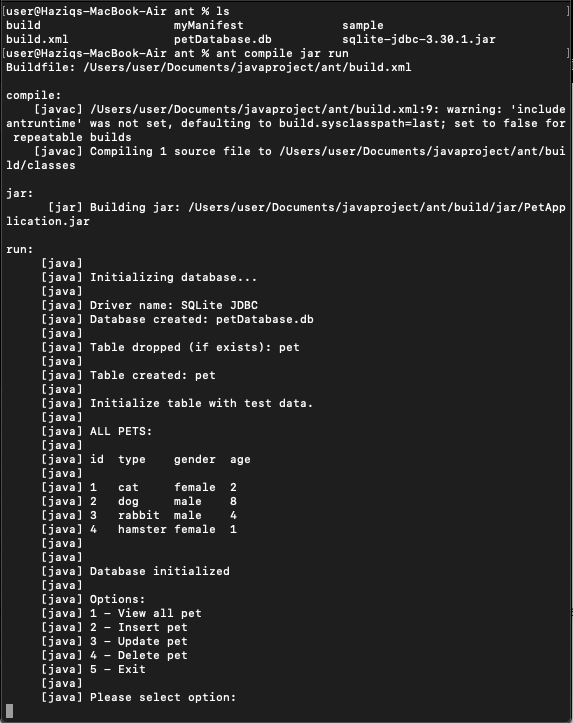 [user@Haziqs-MacBook-Air ant % ls ]
build myManifest sample
build.xml petDatabase.db sqlite-jdbc-3.30.1.jar
[user@Haziqs-MacBook-Air ant % ant compile jar run ]
Buildfile: /Users/user/Documents/javaproject/ant/build.xml
compile:
[javac] /Users/user/Documents/javaproject/ant/build.xml:9: warning: 'include
antruntime' was not set, defaulting to build.sysclasspath=last; set to false for
repeatable builds
[javac] Compiling 1 source file to /Users/user/Documents/javaproject/ant/bui
ld/classes
jar:
[jar] Building jar: /Users/user/Documents/javaproject/ant/build/jar/PetApp
lication.jar
run:
[java]
[java] Initializing database...
[java]
[java] Driver name: SQLite JDBC
[java] Database created: petDatabase.db
[java]
[java] Table dropped (if exists): pet
[java]
[java] Table created: pet
[java]
[java] Initialize table with test data.
[java]
[java] ALL PETS:
[java]
[java] id type gender age
[java]
[java] 1 cat female 2
[java] 2 dog male 8
[java] 3 rabbit male 4
[java] 4 hamster female 1
[java]
[java]
[java] Database initialized
[java]
[java] Options:
[java] 1 – View all pet
[java] 2 – Insert pet
[java] 3 – Update pet
[java] 4 – Delete pet
[java] 5 – Exit
[java]
[java] Please select option: